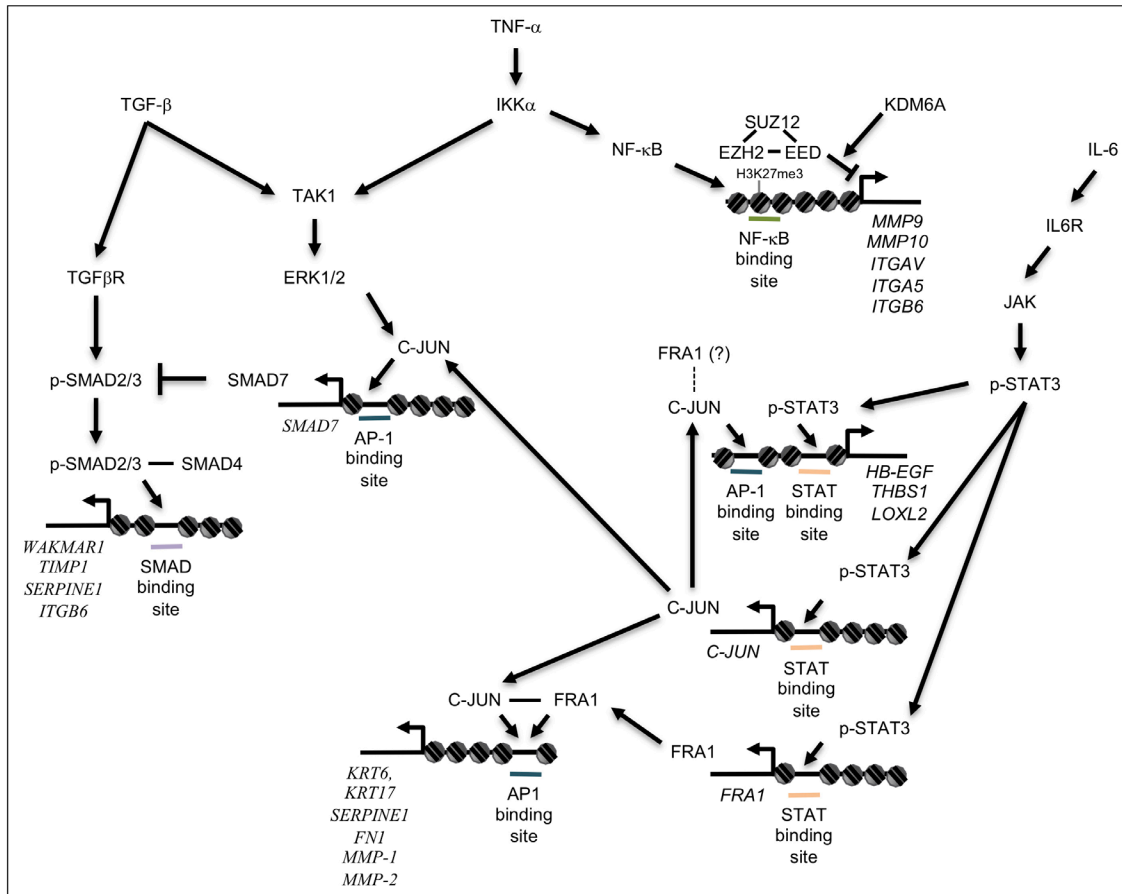 TNF-α
TGF-β
IKKα
KDM6A
SUZ12
NF-κB
EZH2
EED
IL-6
H3K27me3
TAK1
MMP9
MMP10
ITGAV
ITGA5
ITGB6
NF-κB
binding
site
IL6R
TGFβR
ERK1/2
JAK
C-JUN
FRA1 (?)
p-SMAD2/3
SMAD7
p-STAT3
C-JUN
p-STAT3
SMAD7
AP-1
binding
site
p-SMAD2/3
SMAD4
HB-EGF
THBS1
LOXL2
AP-1
binding
site
STAT
binding
site
WAKMAR1
TIMP1
SERPINE1
ITGB6
SMAD
binding
site
p-STAT3
C-JUN
C-JUN
STAT
binding
site
C-JUN
FRA1
p-STAT3
FRA1
KRT6,
KRT17
SERPINE1
FN1
MMP-1
MMP-2
AP1
binding
site
FRA1
STAT
binding
site